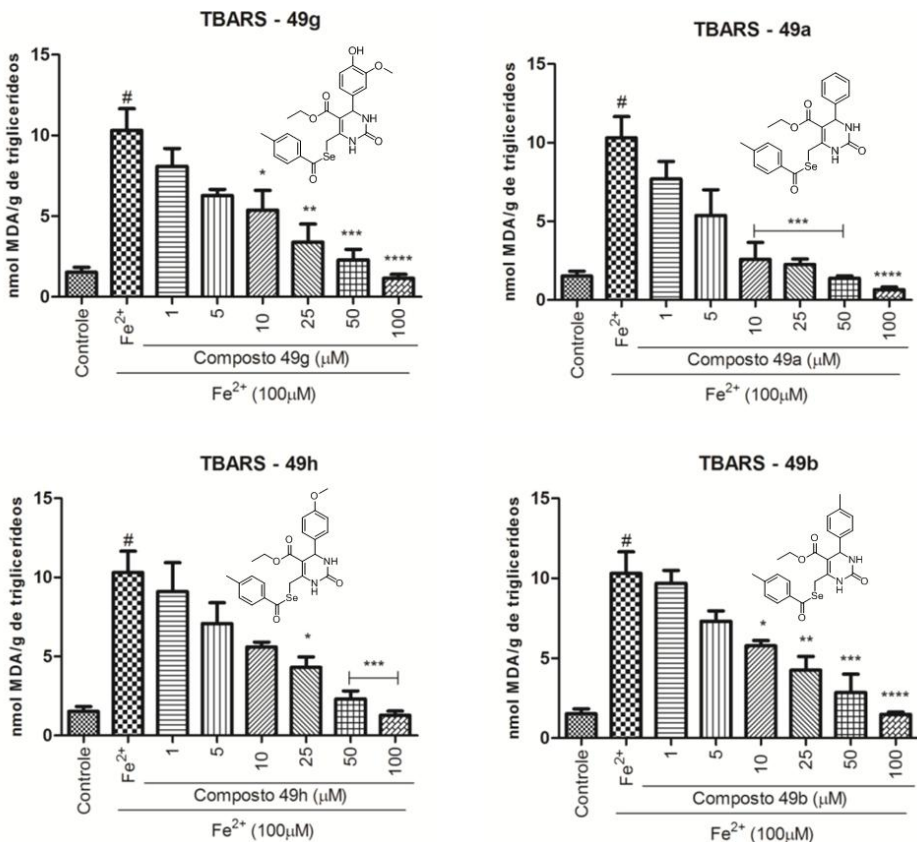 TBARS - 49g
nmol MDA/g de triglicerídeos
15
10
5
0
#
*
**
***
****
OH
O
O
O
NH
N
H
O
Se
O
Controle
Fe²⁺
1
5
10
25
50
100
Composto 49g (µM)
Fe²⁺ (100µM)
TBARS - 49a
nmol MDA/g de triglicerídeos
15
10
5
0
#
***
****
O
O
NH
N
H
O
Se
O
Controle
Fe²⁺
1
5
10
25
50
100
Composto 49a (µM)
Fe²⁺ (100µM)
TBARS - 49h
nmol MDA/g de triglicerídeos
15
10
5
0
#
*
***
O
O
O
NH
N
H
O
Se
O
Controle
Fe²⁺
1
5
10
25
50
100
Composto 49h (µM)
Fe²⁺ (100µM)
TBARS - 49b
nmol MDA/g de triglicerídeos
15
10
5
0
#
*
**
***
****
O
O
NH
N
H
O
Se
O
Controle
Fe²⁺
1
5
10
25
50
100
Composto 49b (µM)
Fe²⁺ (100µM)